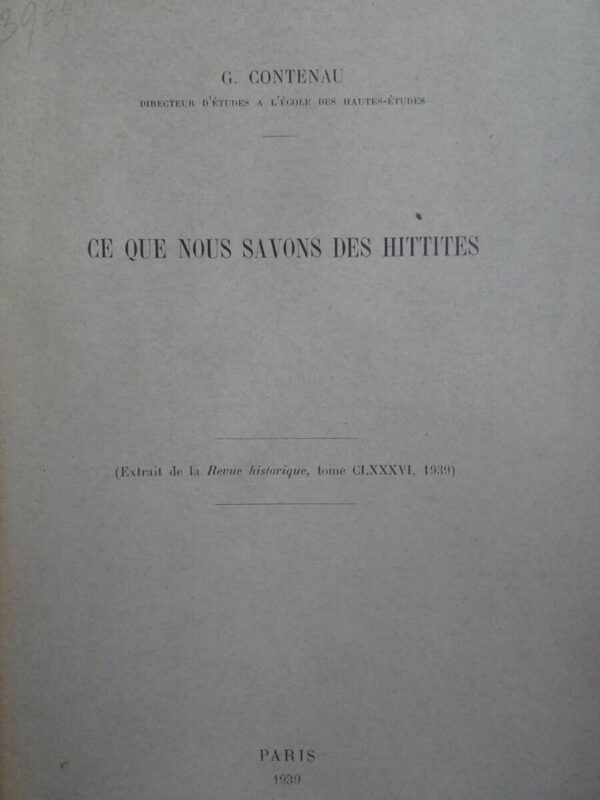 G. CONTENAU
DIRECTEUR D'ÉTUDES A L'ÉCOLE DES HAUTES-ÉTUDES
CE QUE NOUS SAVONS DES HITTITES
(Extrait de la Revue historique, tome CLXXXVI, 1939)
PARIS
1939